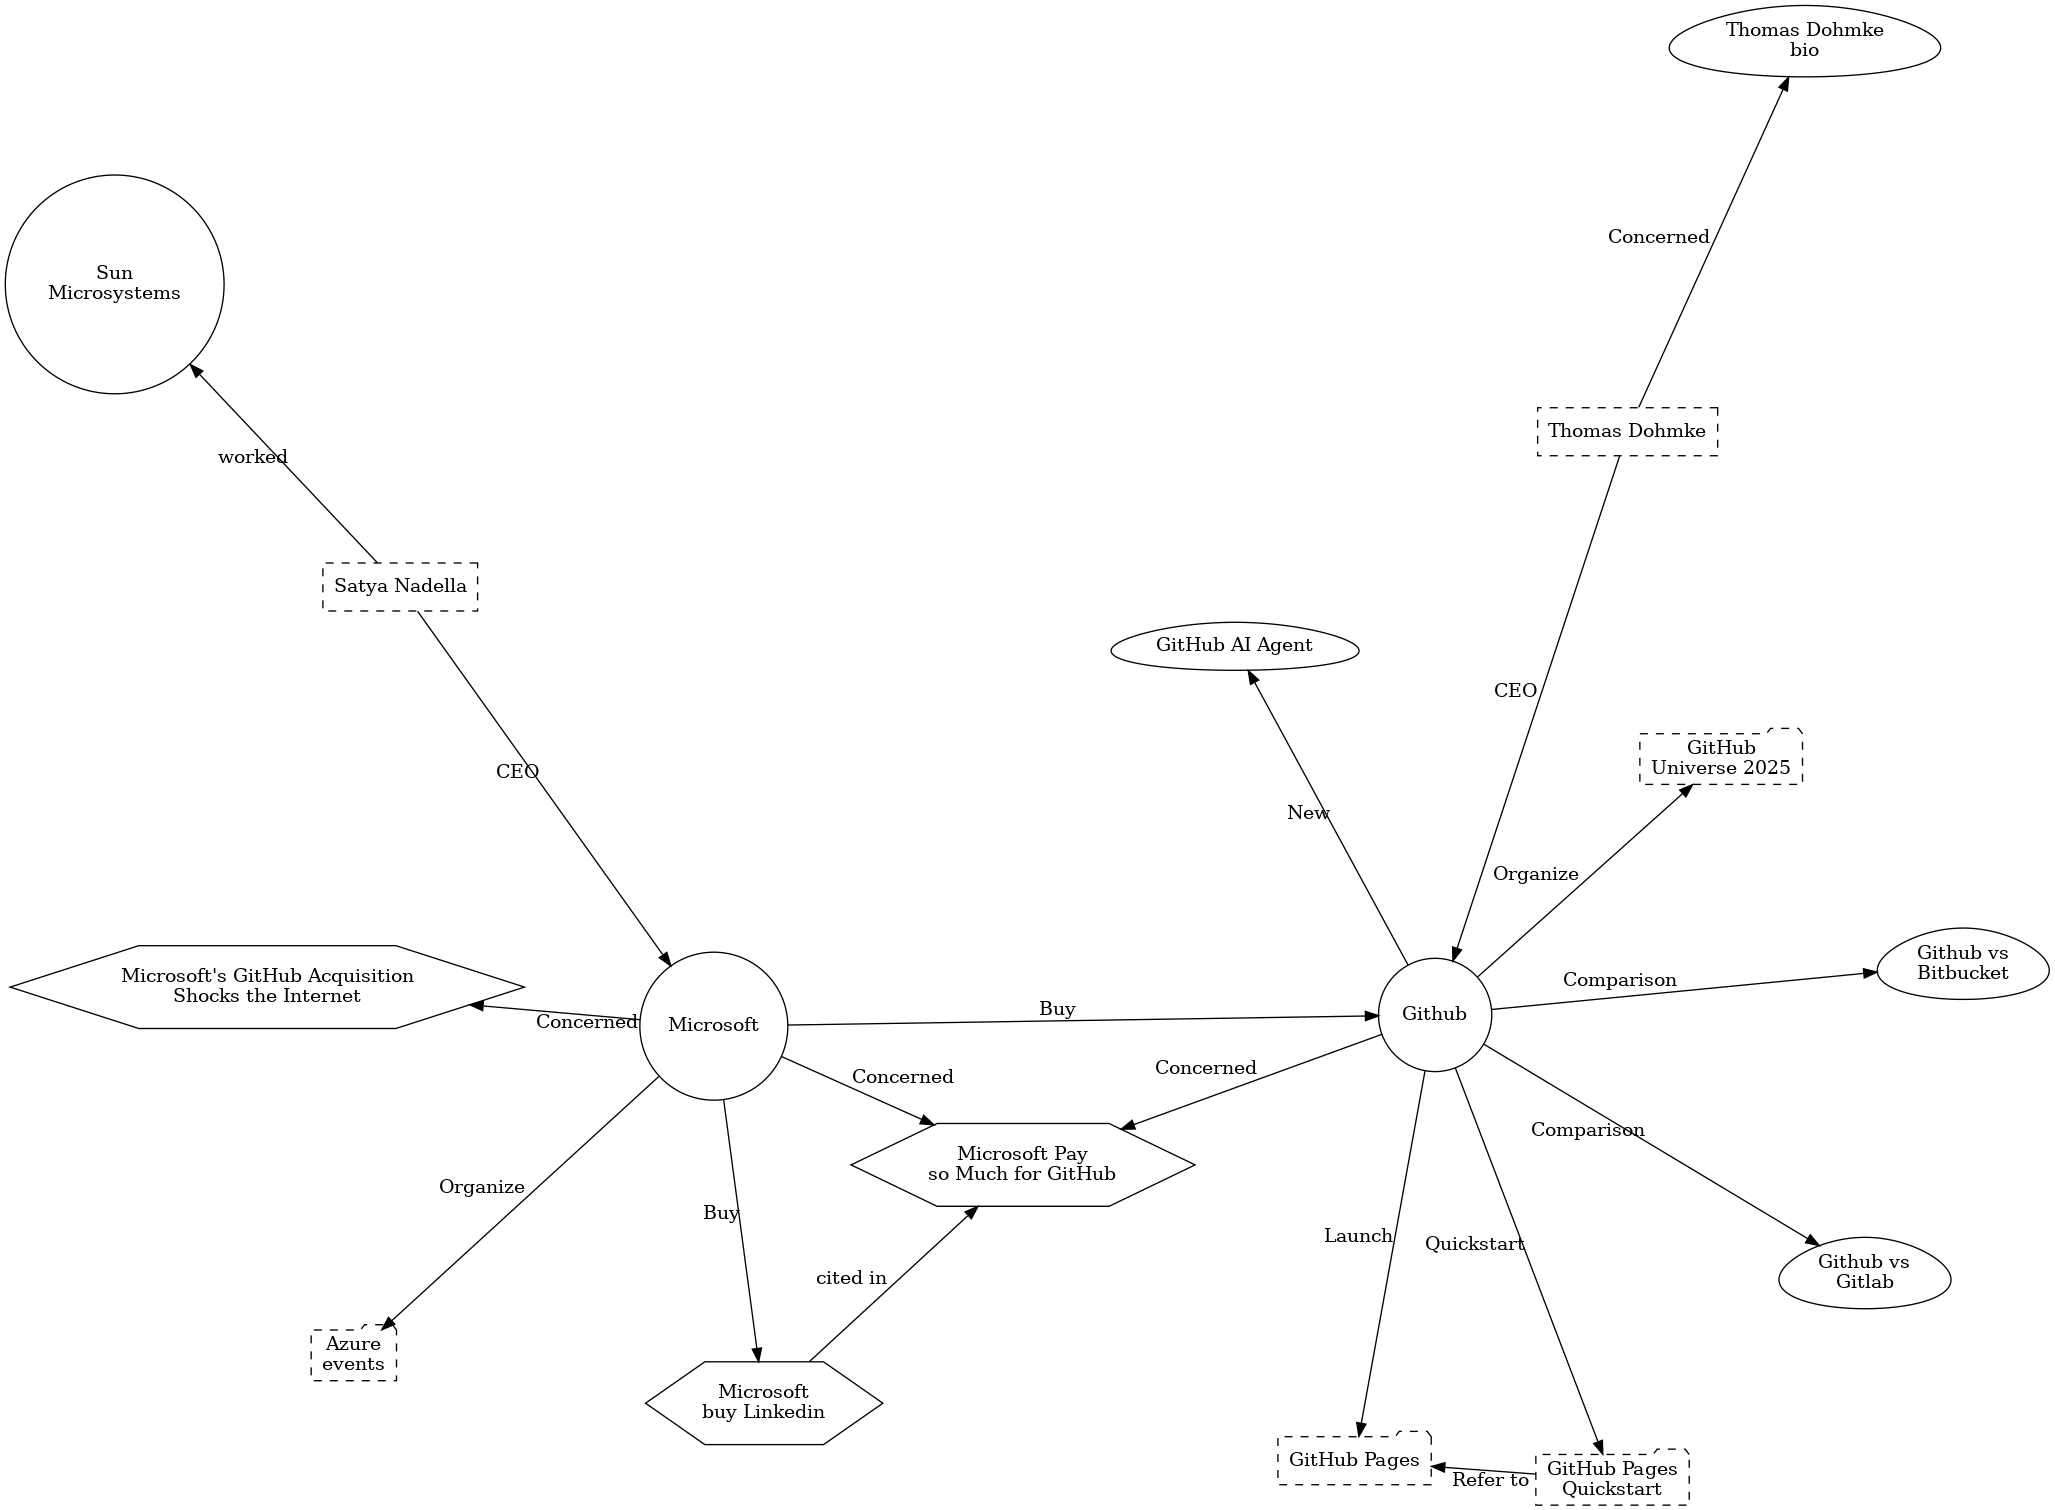 Thomas Dohmke
bio
Concerned
Sun
Microsystems
Thomas Dohmke
worked
Satya Nadella
GitHub AI Agent
CEO
GitHub
Universe 2025
CEO
New
Organize
Github vs
Bitbucket
Comparison
Microsoft's GitHub Acquisition
Shocks the Internet
Concerned
Microsoft
Buy
Github
Concerned
Concerned
Comparison
Microsoft Pay
so Much for GitHub
Organize
Buy
Launch
Quickstart
cited in
Github vs
Gitlab
Azure
events
Microsoft
buy Linkedin
GitHub Pages
Refer to
GitHub Pages
Quickstart